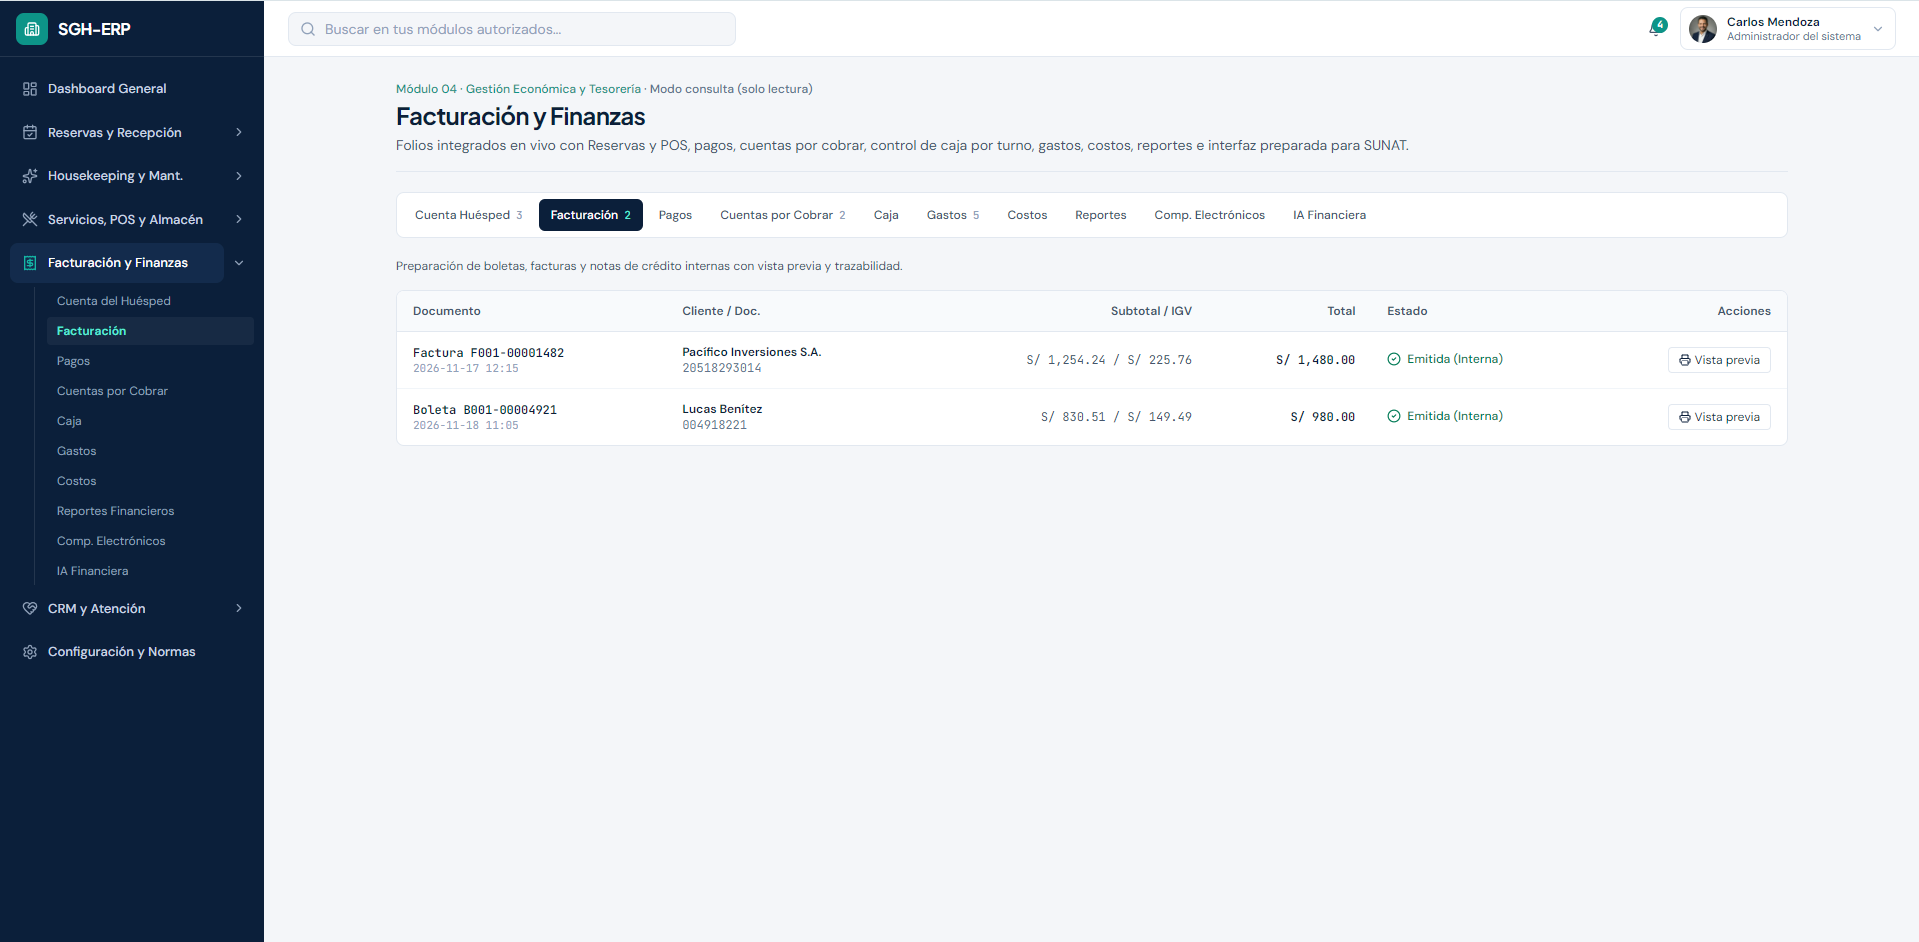 SGH-ERP
Buscar en tus módulos autorizados...
4
Carlos Mendoza
Administrador del sistema
Dashboard General
Reservas y Recepción
Housekeeping y Mant.
Servicios, POS y Almacén
Facturación y Finanzas
Cuenta del Huésped
Facturación
Pagos
Cuentas por Cobrar
Caja
Gastos
Costos
Reportes Financieros
Comp. Electrónicos
IA Financiera
CRM y Atención
Configuración y Normas
Módulo 04 · Gestión Económica y Tesorería · Modo consulta (solo lectura)
Facturación y Finanzas
Folios integrados en vivo con Reservas y POS, pagos, cuentas por cobrar, control de caja por turno, gastos, costos, reportes e interfaz preparada para SUNAT.
Cuenta Huésped 3 Facturación 2 Pagos Cuentas por Cobrar 2 Caja Gastos 5 Costos Reportes Comp. Electrónicos IA Financiera
Preparación de boletas, facturas y notas de crédito internas con vista previa y trazabilidad.
Documento Cliente / Doc. Subtotal / IGV Total Estado Acciones
Factura F001-00001482 Pacífico Inversiones S.A. S/ 1,254.24 / S/ 225.76 S/ 1,480.00 Emitida (Interna) Vista previa
2026-11-17 12:15 20518293014
Boleta B001-00004921 Lucas Benítez S/ 830.51 / S/ 149.49 S/ 980.00 Emitida (Interna) Vista previa
2026-11-18 11:05 004918221